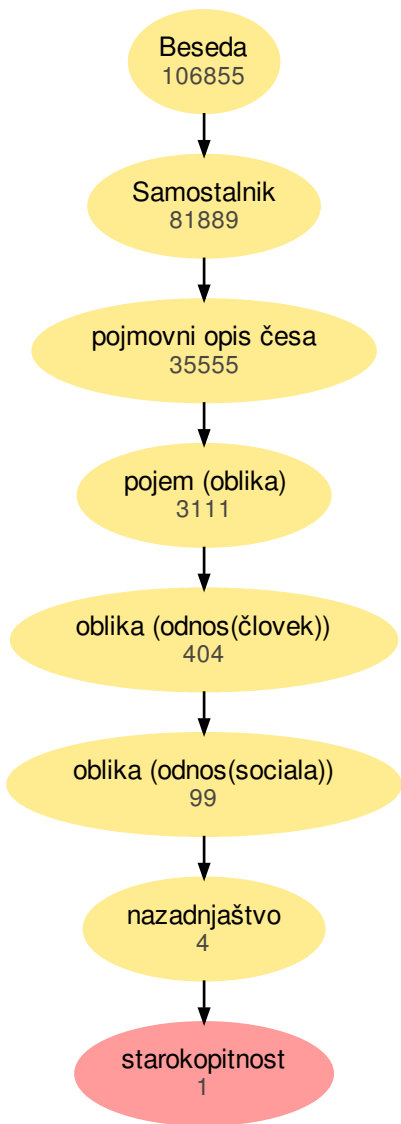 Beseda
106855
Samostalnik
81889
pojmovni opis česa
35555
pojem (oblika)
3111
oblika (odnos(človek))
404
oblika (odnos(sociala))
99
nazadnjaštvo
4
starokopitnost
1